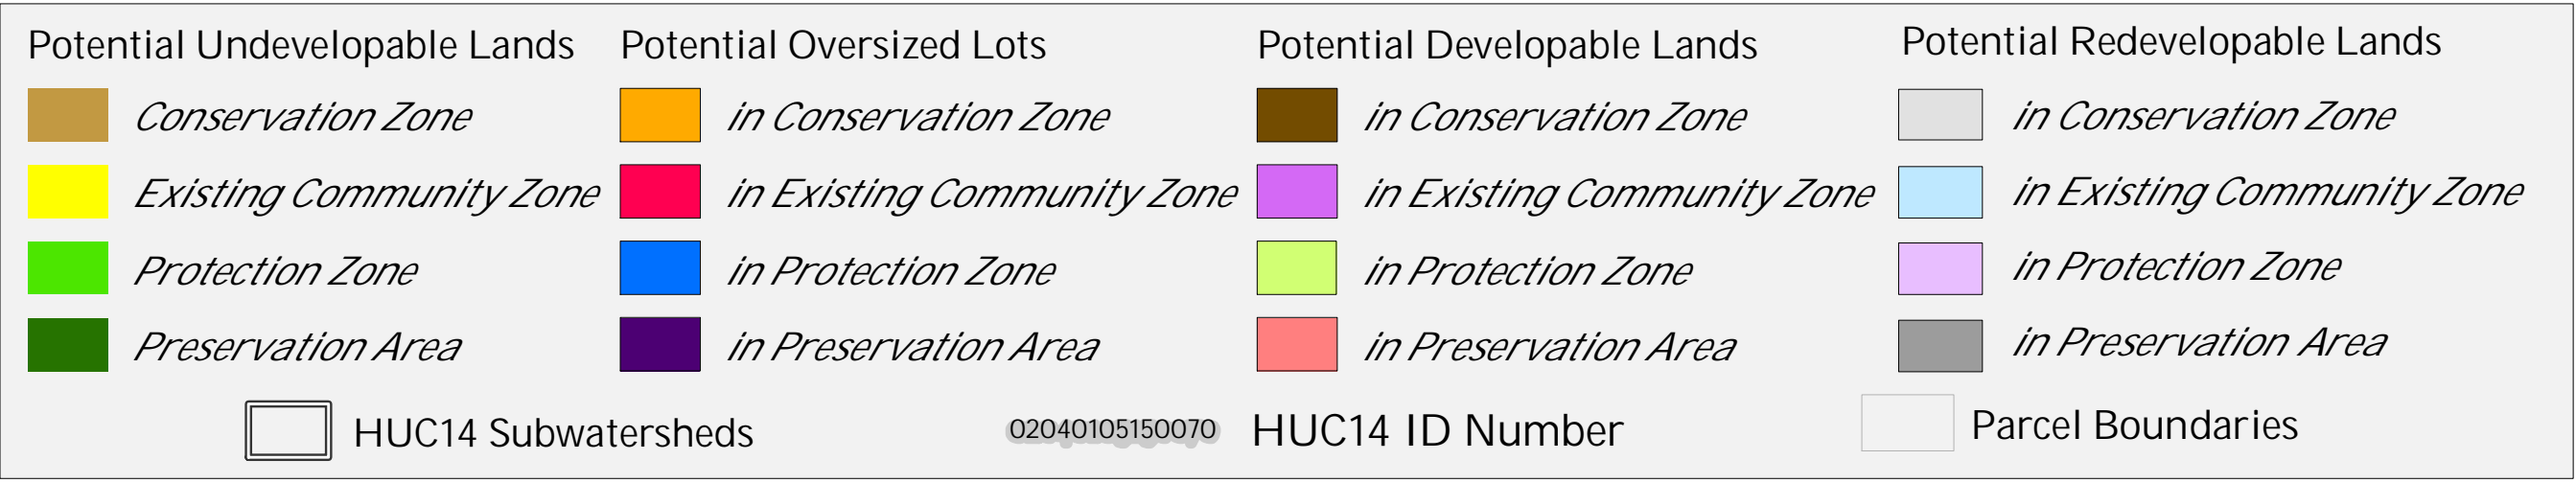 Potential Undevelopable Lands
Conservation Zone
Existing Community Zone
Protection Zone
Preservation Area
Potential Oversized Lots
in Conservation Zone
in Existing Community Zone
in Protection Zone
in Preservation Area
Potential Developable Lands
in Conservation Zone
in Existing Community Zone
in Protection Zone
in Preservation Area
Potential Redevelopable Lands
in Conservation Zone
in Existing Community Zone
in Protection Zone
in Preservation Area
HUC14 Subwatersheds
02040105150070 HUC14 ID Number
Parcel Boundaries